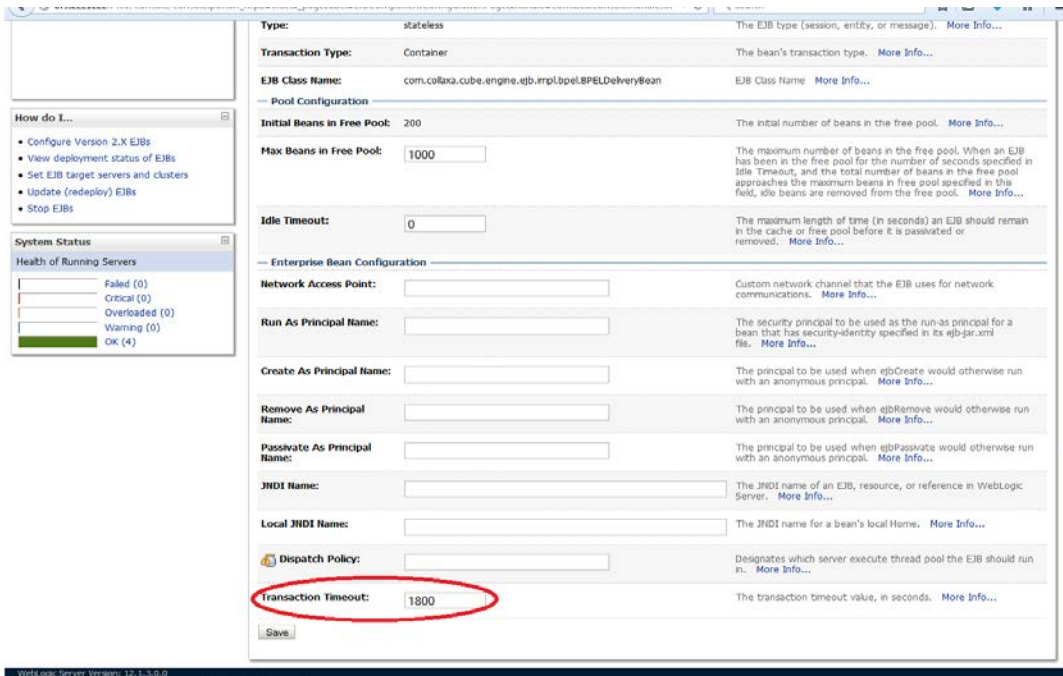 Type:
stateless
The EJB type (session, entity, or message). More Info...
Transaction Type:
Container
The bean's transaction type. More Info...
EJB Class Name:
com.collaxa.cube.engine.ejb.impl.bpel.BPELDeliveryBean
EJB Class Name More Info...
Pool Configuration
Initial Beans in Free Pool:
200
The initial number of beans in the free pool. More Info...
Max Beans in Free Pool:
1000
The maximum number of beans in the free pool. When an EJB
has been in the free pool for the number of seconds specified in
Idle Timeout, and the total number of beans in the free pool
approaches the maximum beans in free pool specified in this
field, idle beans are removed from the free pool. More Info...
Idle Timeout:
0
The maximum length of time (in seconds) an EJB should remain
in the cache or free pool before it is passivated or
removed. More Info...
Enterprise Bean Configuration
Network Access Point:
Custom network channel that the EJB uses for network
communications. More Info...
Run As Principal Name:
The security principal to be used as the run-as principal for a
bean that has security-identity specified in its ejb-jar.xml
file. More Info...
Create As Principal Name:
The principal to be used when ejbCreate would otherwise run
with an anonymous principal. More Info...
Remove As Principal
Name:
The principal to be used when ejbRemove would otherwise run
with an anonymous principal. More Info...
Passivate As Principal
Name:
The principal to be used when ejbPassivate would otherwise run
with an anonymous principal. More Info...
JNDI Name:
The JNDI name of an EJB, resource, or reference in WebLogic
Server. More Info...
Local JNDI Name:
The JNDI name for a bean's local Home. More Info...
Dispatch Policy:
Designates which server execute thread pool the EJB should run
in. More Info...
Transaction Timeout:
1800
The transaction timeout value, in seconds. More Info...
Save
How do I...
Configure Version 2.X EJBs
View deployment status of EJBs
Set EJB target servers and clusters
Update (redeploy) EJBs
Stop EJBs
System Status
Health of Running Servers
Failed (0)
Critical (0)
Overloaded (0)
Warning (0)
OK (4)
WebLogic Server Version: 12.1.3.0.0